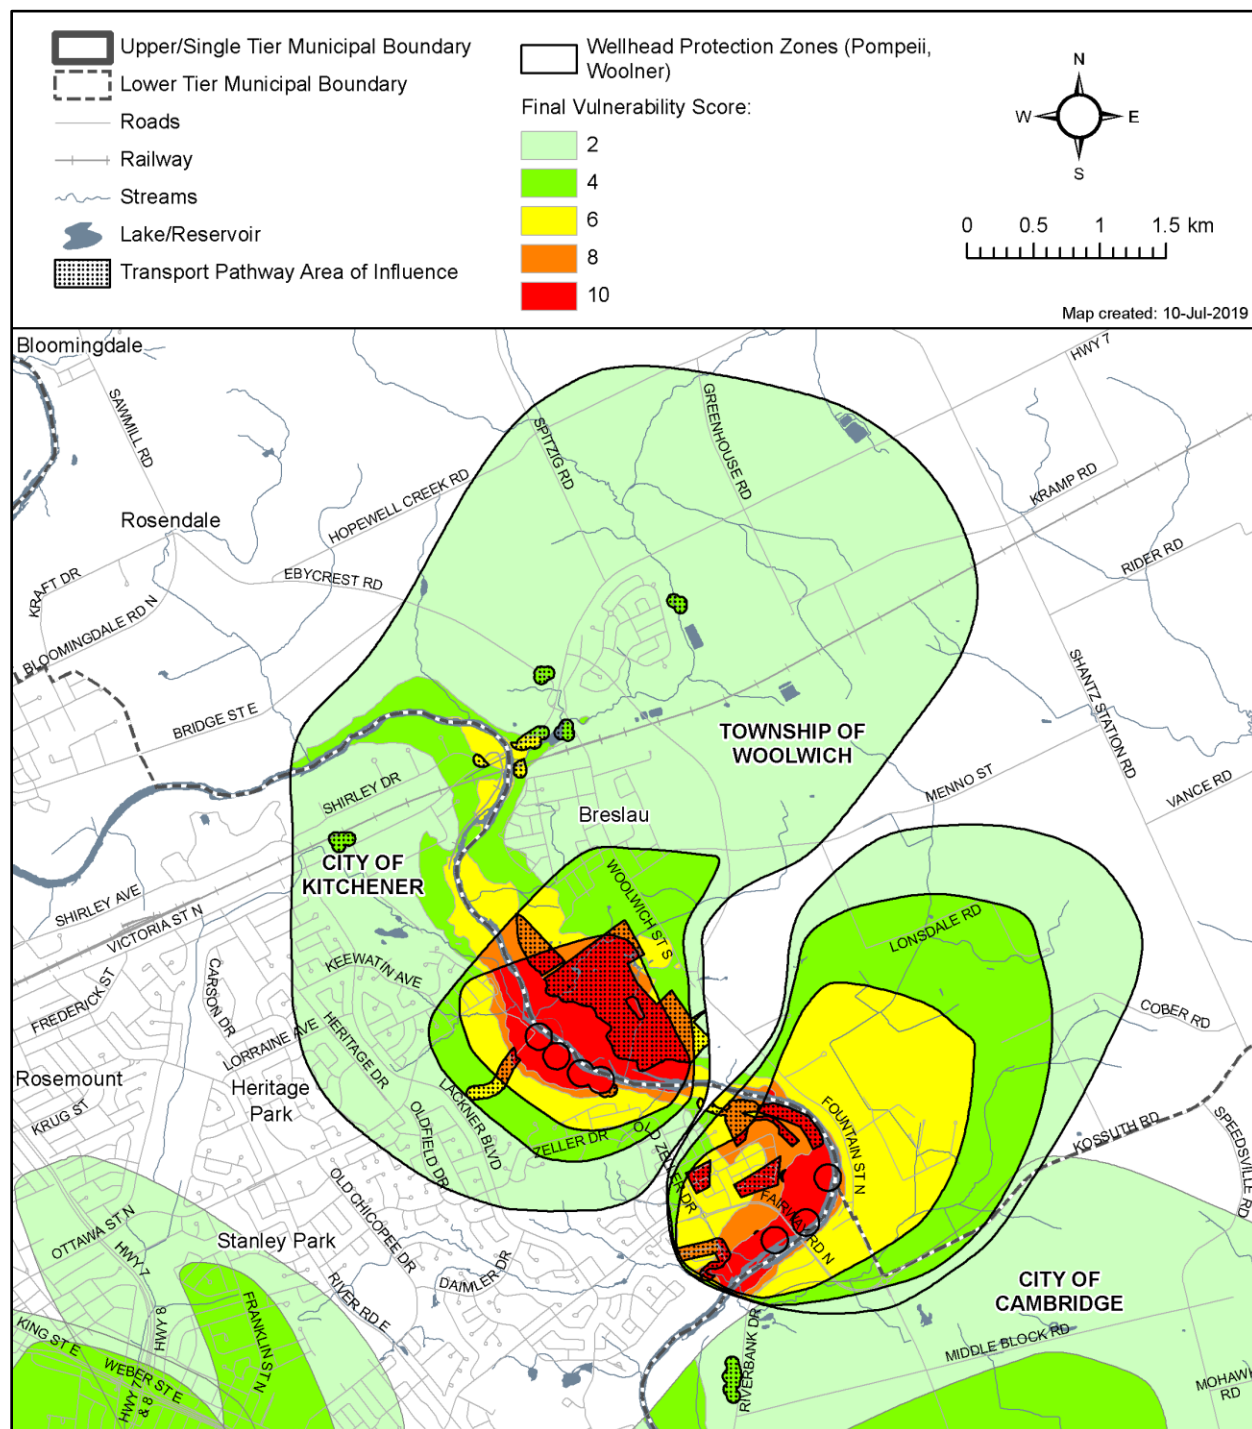 Upper/Single Tier Municipal Boundary
Lower Tier Municipal Boundary
Roads
Railway
Streams
Lake/Reservoir
Transport Pathway Area of Influence
Wellhead Protection Zones (Pompeii,
Woolner)
Final Vulnerability Score:
2
4
6
8
10
N
W
E
S
0 0.5 1 1.5 km
Map created: 10-Jul-2019
Bloomingdale
HWY 7
SAWMILL RD
SPITZIG RD
GREENHOUSE RD
HOPEWELL CREEK RD
KRAMP RD
Rosendale
RIDER RD
KRAFT DR
EBYCREST RD
BLOOMINGDALE RD N
SHANTZ STATION RD
BRIDGE ST E
TOWNSHIP OF
WOOLWICH
SHIRLEY DR
MENNO ST
VANCE RD
Breslau
CITY OF
KITCHENER
WOOLWICH ST S
SHIRLEY AVE
VICTORIA ST N
LONSDALE RD
KEEWATIN AVE
FREDERICK ST
CARSON DR
COBER RD
LORRAINE AVE
HERITAGE DR
Rosemount
Heritage
Park
KRUG ST
LACKNER BLVD
OLDFIELD DR
ZELLER DR
OLD ZELLER DR
FOUNTAIN ST N
KOSSUTH RD
SPEEDSVILLE RD
FAIRWAY RD N
OTTAWA ST N
HWY 7
Stanley Park
OLD CHICOPEE DR
DAIMLER DR
RIVER RD E
CITY OF
CAMBRIDGE
HWY 8
FRANKLIN ST N
KING ST E
WEBER ST E
HWY 7
& 8
RIVERBANK DR
MIDDLE BLOCK RD
MOHAWK
RD